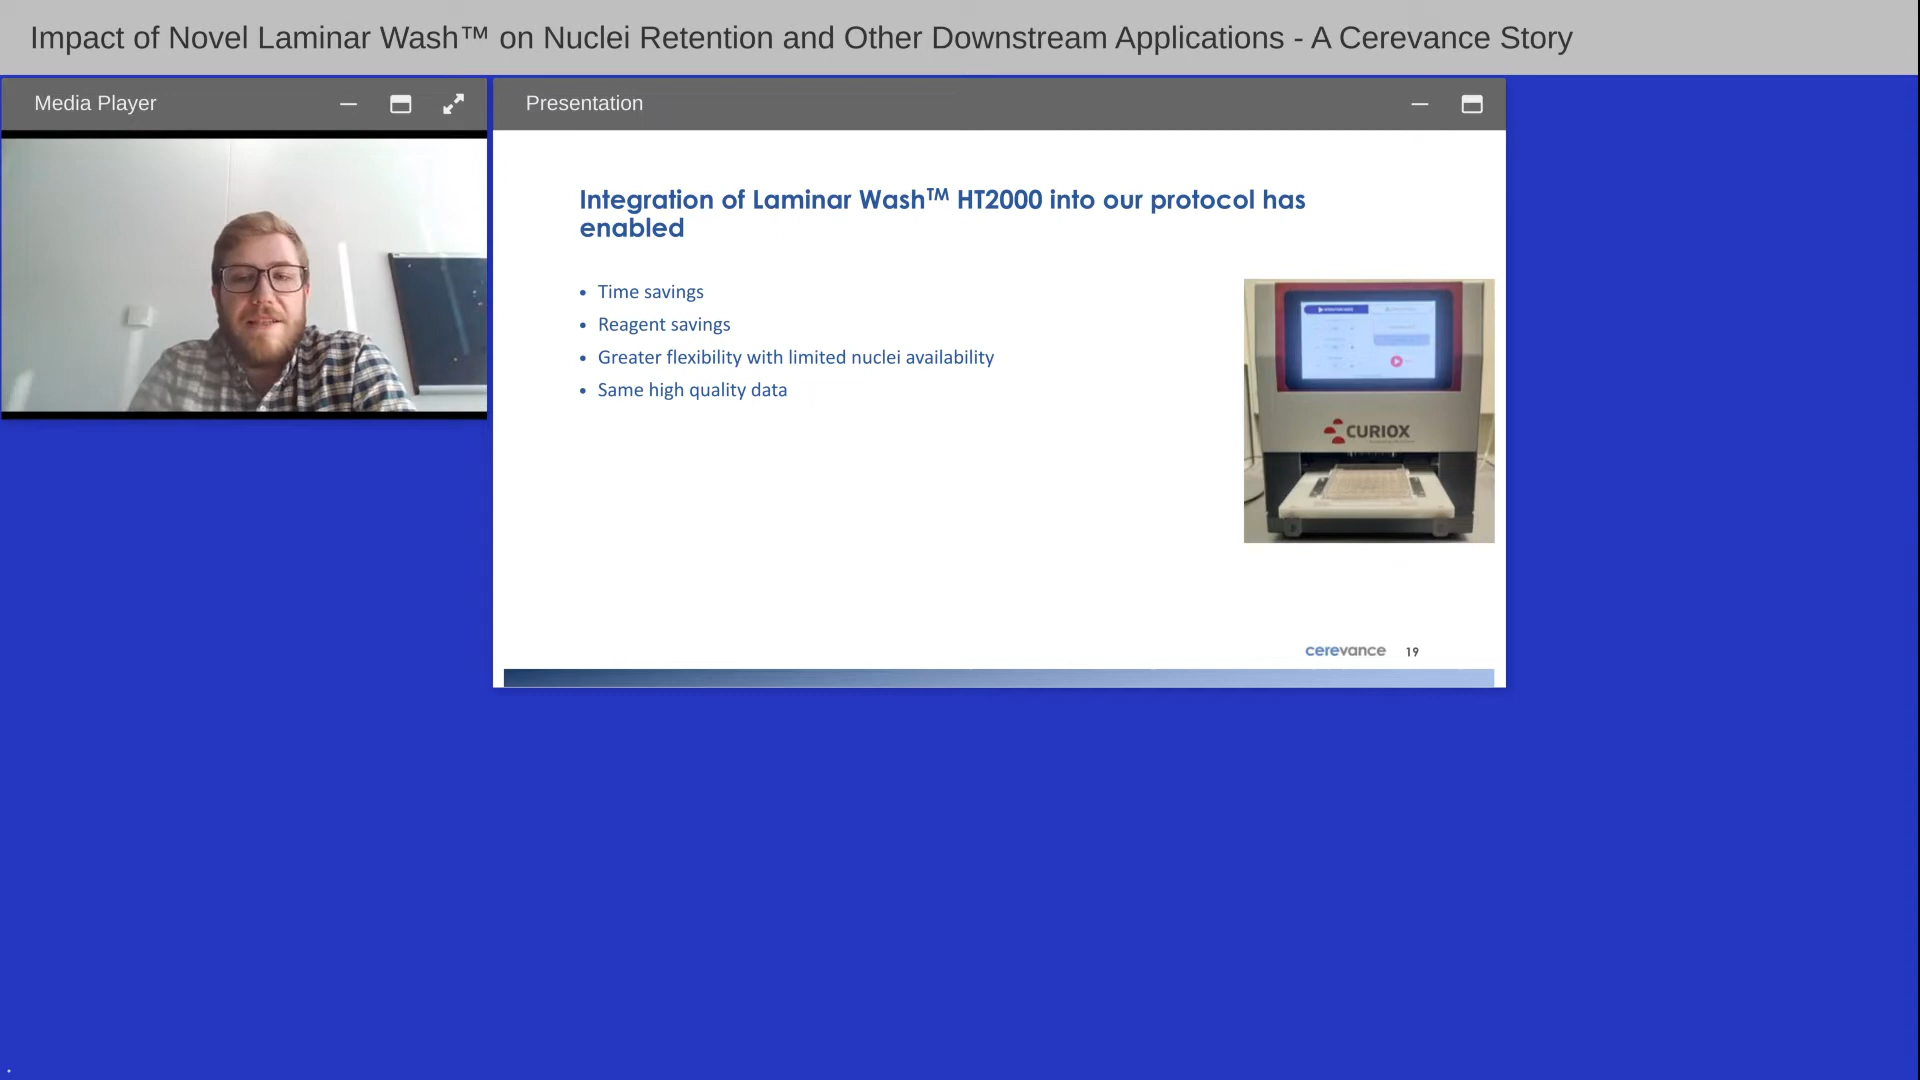 Impact of Novel Laminar Wash™ on Nuclei Retention and Other Downstream Applications - A Cerevance Story
Media Player
Presentation
Integration of Laminar Wash™ HT2000 into our protocol has
enabled
• Time savings
• Reagent savings
• Greater flexibility with limited nuclei availability
• Same high quality data
CURIOX
cerevance 19